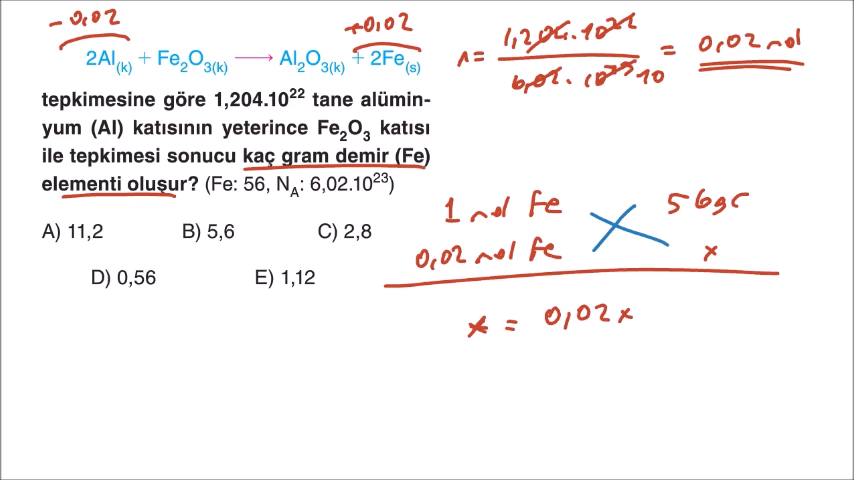 -0,02
+0,02
2Al(k) + Fe₂O₃(k) ⟶ Al₂O₃(k) + 2Fe(s)
tepkimesine göre 1,204.10²² tane alümin-
yum (Al) katısının yeterince Fe₂O₃ katısı
ile tepkimesi sonucu kaç gram demir (Fe)
elementi oluşur? (Fe: 56, N_A: 6,02.10²³)
A) 11,2 B) 5,6 C) 2,8
D) 0,56 E) 1,12
n = 1,204.10²² / 6,02.10²³ 10 = 0,02 mol
1 mol Fe 56gr
0,02 mol Fe x
x = 0,02x